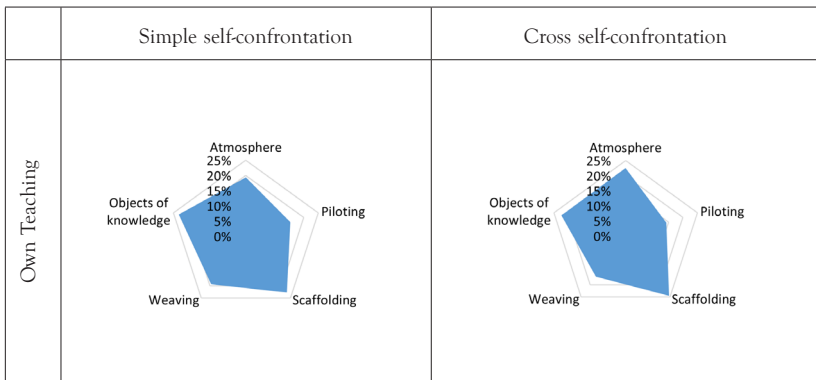 Simple self-confrontation
Cross self-confrontation
Own Teaching
Atmosphere
25%
20%
15%
10%
5%
0%
Objects of
knowledge
Piloting
Weaving
Scaffolding
Atmosphere
25%
20%
15%
10%
5%
0%
Objects of
knowledge
Piloting
Weaving
Scaffolding